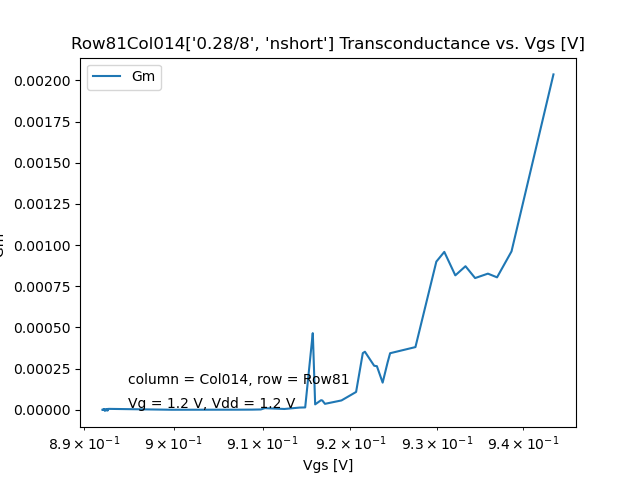 Row81Col014['0.28/8', 'nshort'] Transconductance vs. Vgs [V]
Gm
0.00200
0.00175
0.00150
0.00125
0.00100
0.00075
0.00050
0.00025
0.00000
Gm
column = Col014, row = Row81
Vg = 1.2 V, Vdd = 1.2 V
8.9 × 10⁻¹ 9 × 10⁻¹ 9.1 × 10⁻¹ 9.2 × 10⁻¹ 9.3 × 10⁻¹ 9.4 × 10⁻¹
Vgs [V]